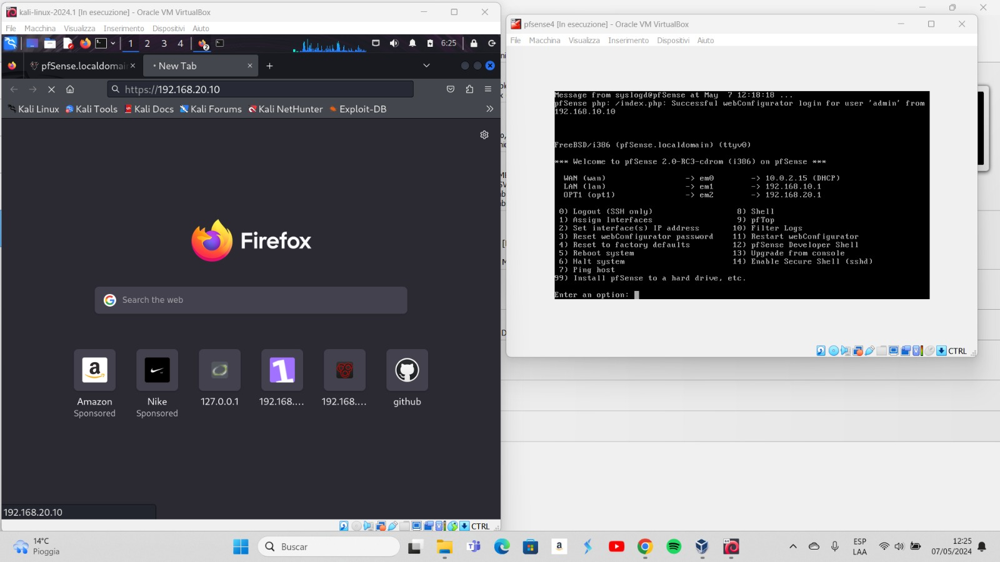 kali-linux-2024.1 [In esecuzione] - Oracle VM VirtualBox
File Macchina Visualizza Inserimento Dispositivi Aiuto
1 2 3 4 2 6:25
pfSense.localdomai New Tab
https://192.168.20.10
Kali Linux Kali Tools Kali Docs Kali Forums Kali NetHunter Exploit-DB
Firefox
Search the web
Amazon
Sponsored
Nike
Sponsored
127.0.0.1
192.168....
192.168....
github
192.168.20.10
CTRL
pfsense4 [In esecuzione] - Oracle VM VirtualBox
File Macchina Visualizza Inserimento Dispositivi Aiuto
Message from syslogd@pfSense at May 7 12:18:18 ...
pfSense php: /index.php: Successful webConfigurator login for user 'admin' from
192.168.10.10
FreeBSD/i386 (pfSense.localdomain) (ttyv0)
*** Welcome to pfSense 2.0-RC3-cdrom (i386) on pfSense ***
WAN (wan) -> em0 -> 10.0.2.15 (DHCP)
LAN (lan) -> em1 -> 192.168.10.1
OPT1 (opt1) -> em2 -> 192.168.20.1
0) Logout (SSH only) 8) Shell
1) Assign Interfaces 9) pfTop
2) Set interface(s) IP address 10) Filter Logs
3) Reset webConfigurator password 11) Restart webConfigurator
4) Reset to factory defaults 12) pfSense Developer Shell
5) Reboot system 13) Upgrade from console
6) Halt system 14) Enable Secure Shell (sshd)
7) Ping host
99) Install pfSense to a hard drive, etc.
Enter an option:
CTRL
14°C
Pioggia
Buscar
ESP
LAA
12:25
07/05/2024